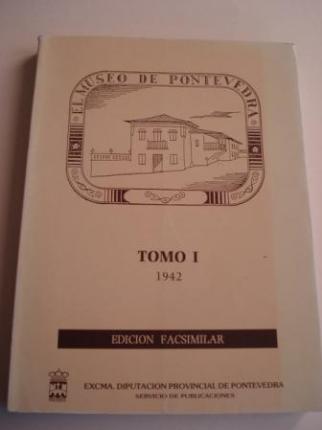 EL MUSEO DE PONTEVEDRA
TOMO I
1942
EDICION FACSIMILAR
EXCMA. DIPUTACION PROVINCIAL DE PONTEVEDRA
SERVICIO DE PUBLICACIONES